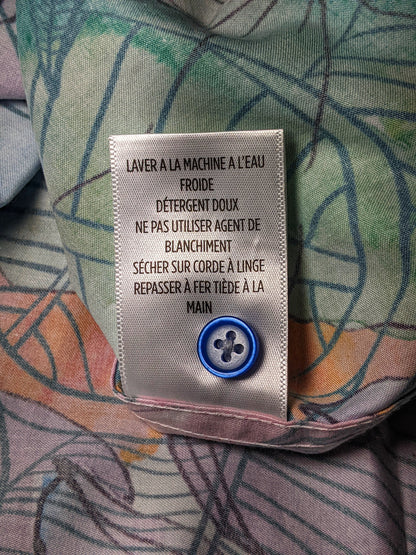 LAVER A LA MACHINE A L'EAU
FROIDE
DÉTERGENT DOUX
NE PAS UTILISER AGENT DE
BLANCHIMENT
SÉCHER SUR CORDE À LINGE
REPASSER À FER TIÈDE À LA
MAIN